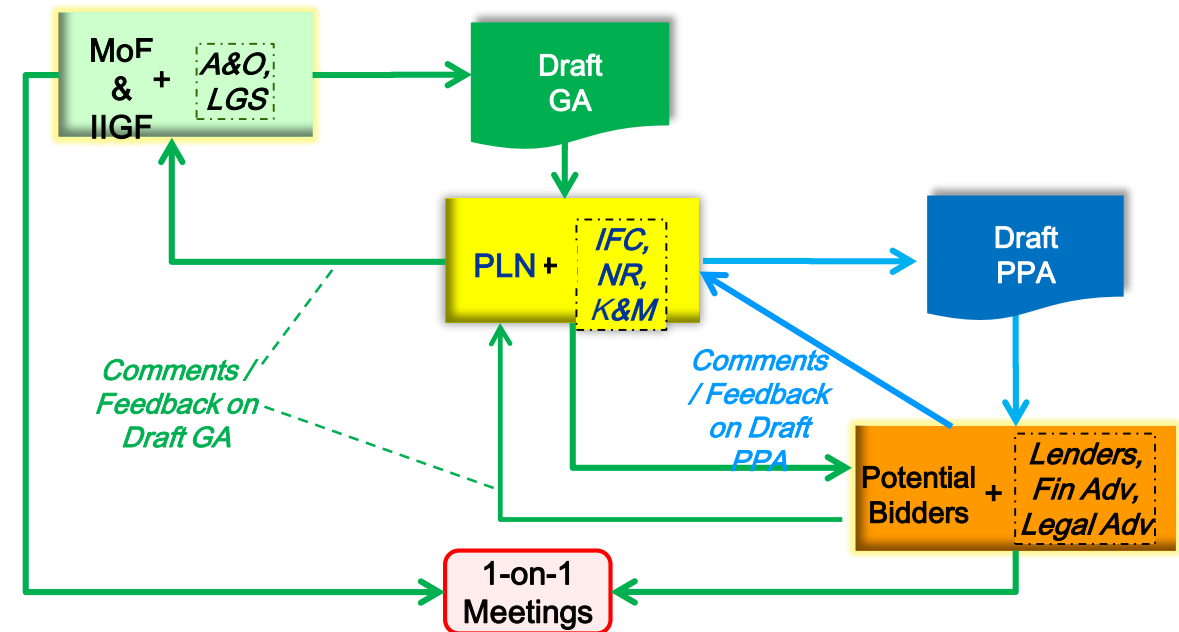 MoF
&
IIGF
+
A&O,
LGS
Draft
GA
PLN +
IFC,
NR,
K&M
Draft
PPA
Comments /
Feedback on
Draft GA
Comments
/ Feedback
on Draft
PPA
Potential
Bidders
+
Lenders,
Fin Adv,
Legal Adv
1-on-1
Meetings